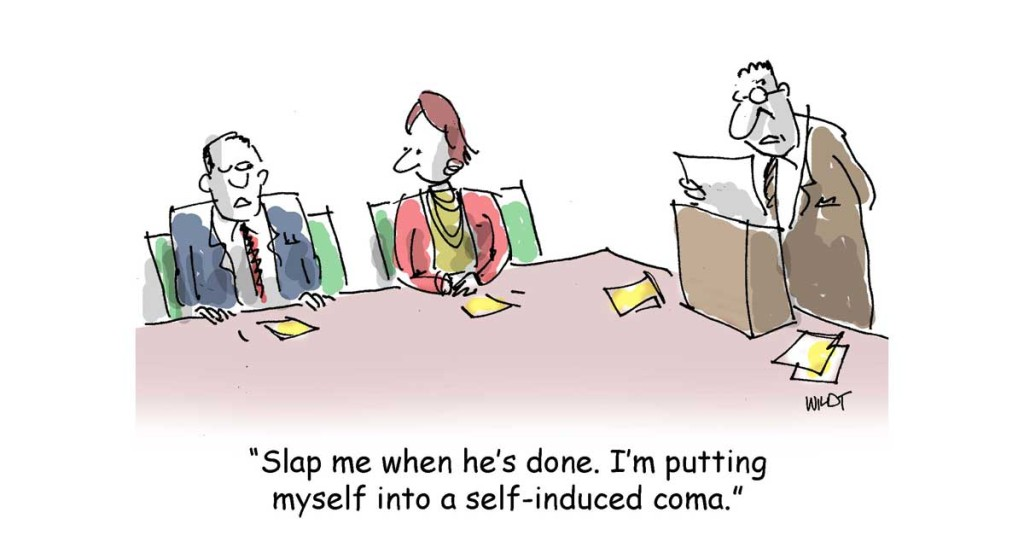 WILDT
“Slap me when he’s done. I’m putting
myself into a self-induced coma.”